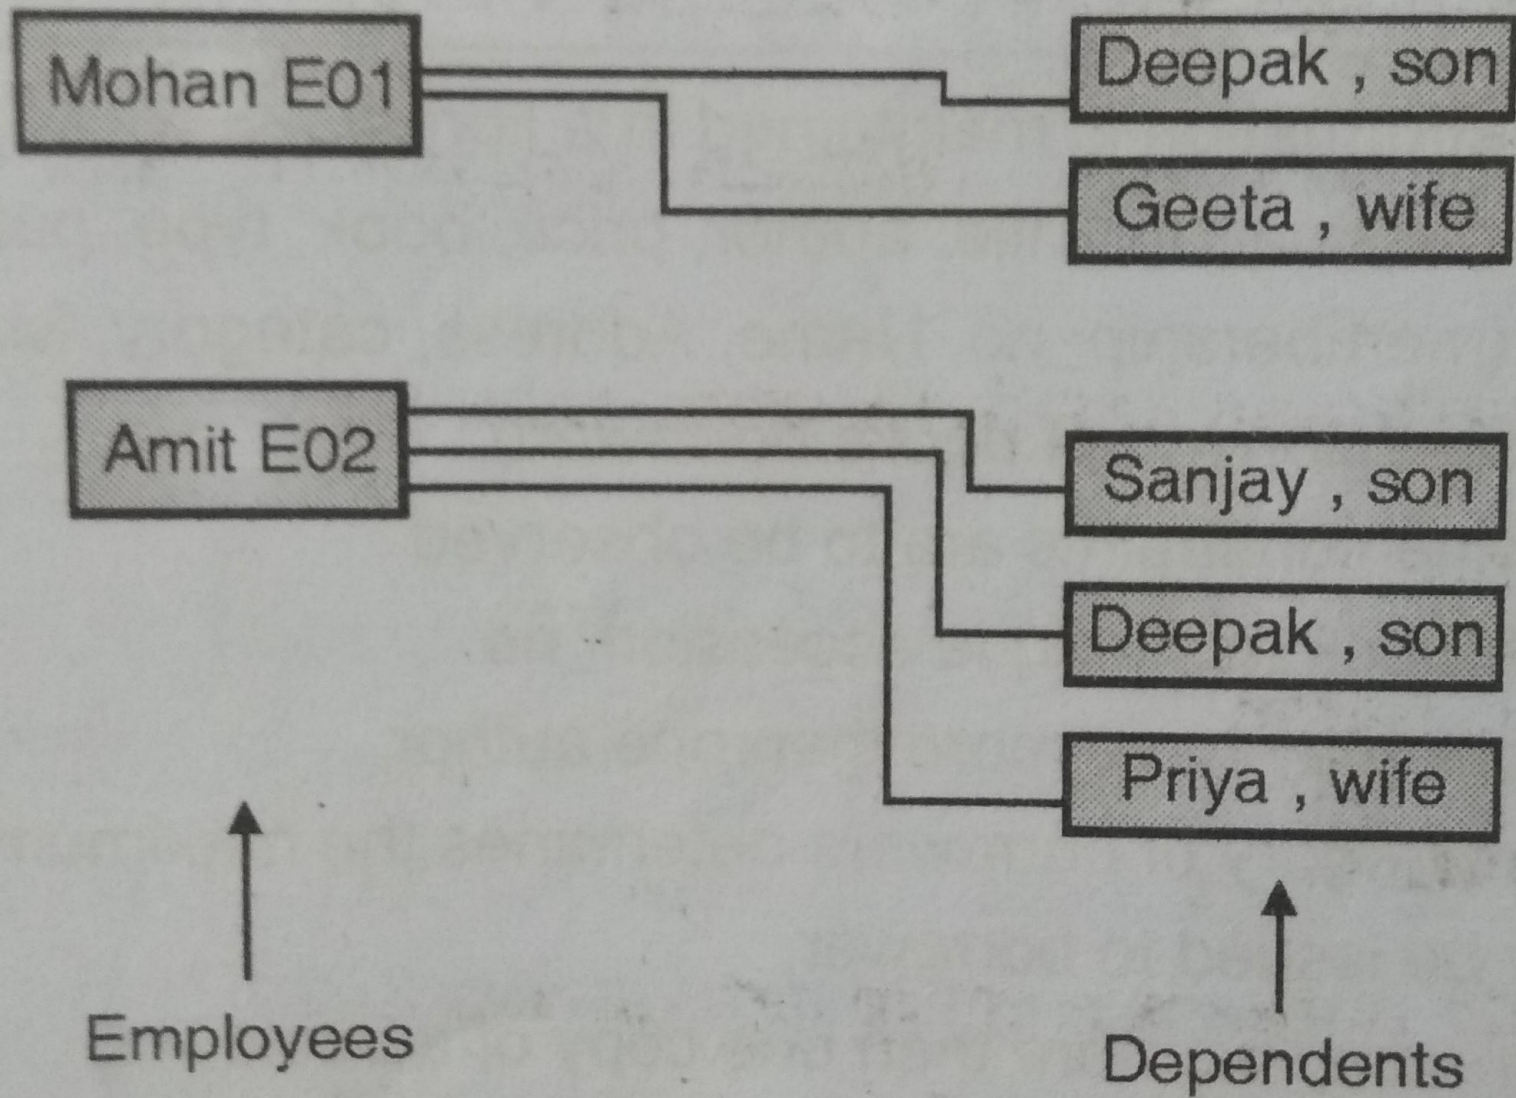 Mohan E01
Deepak , son
Geeta , wife
Amit E02
Sanjay , son
Deepak , son
Priya , wife
Employees
Dependents